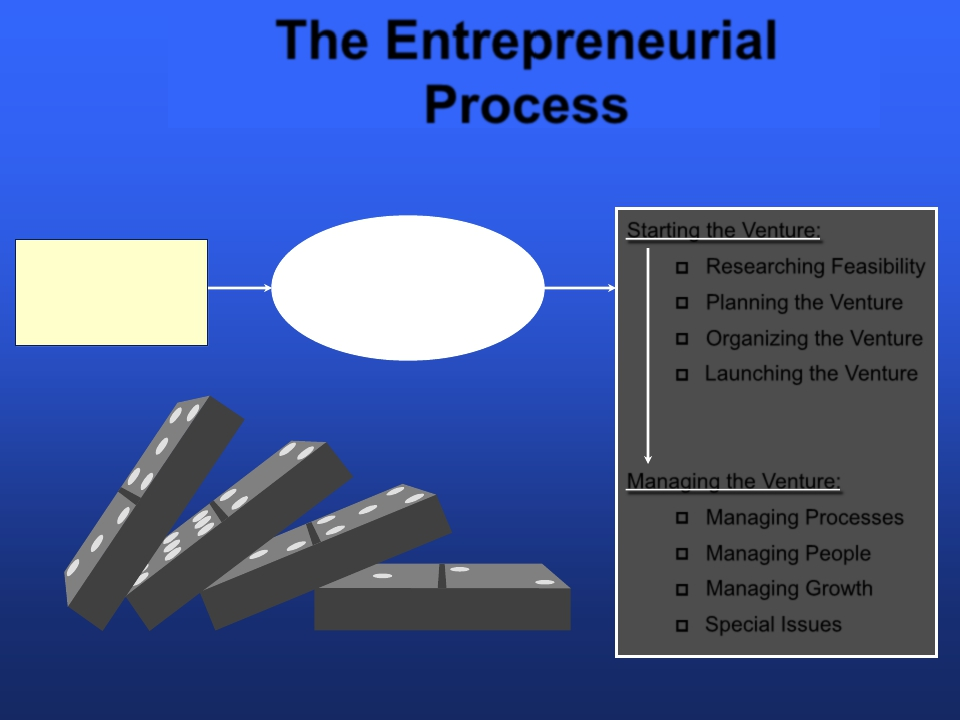 The Entrepreneurial
Process
Starting the Venture:
Researching Feasibility
Planning the Venture
Organizing the Venture
Launching the Venture
Managing the Venture:
Managing Processes
Managing People
Managing Growth
Special Issues